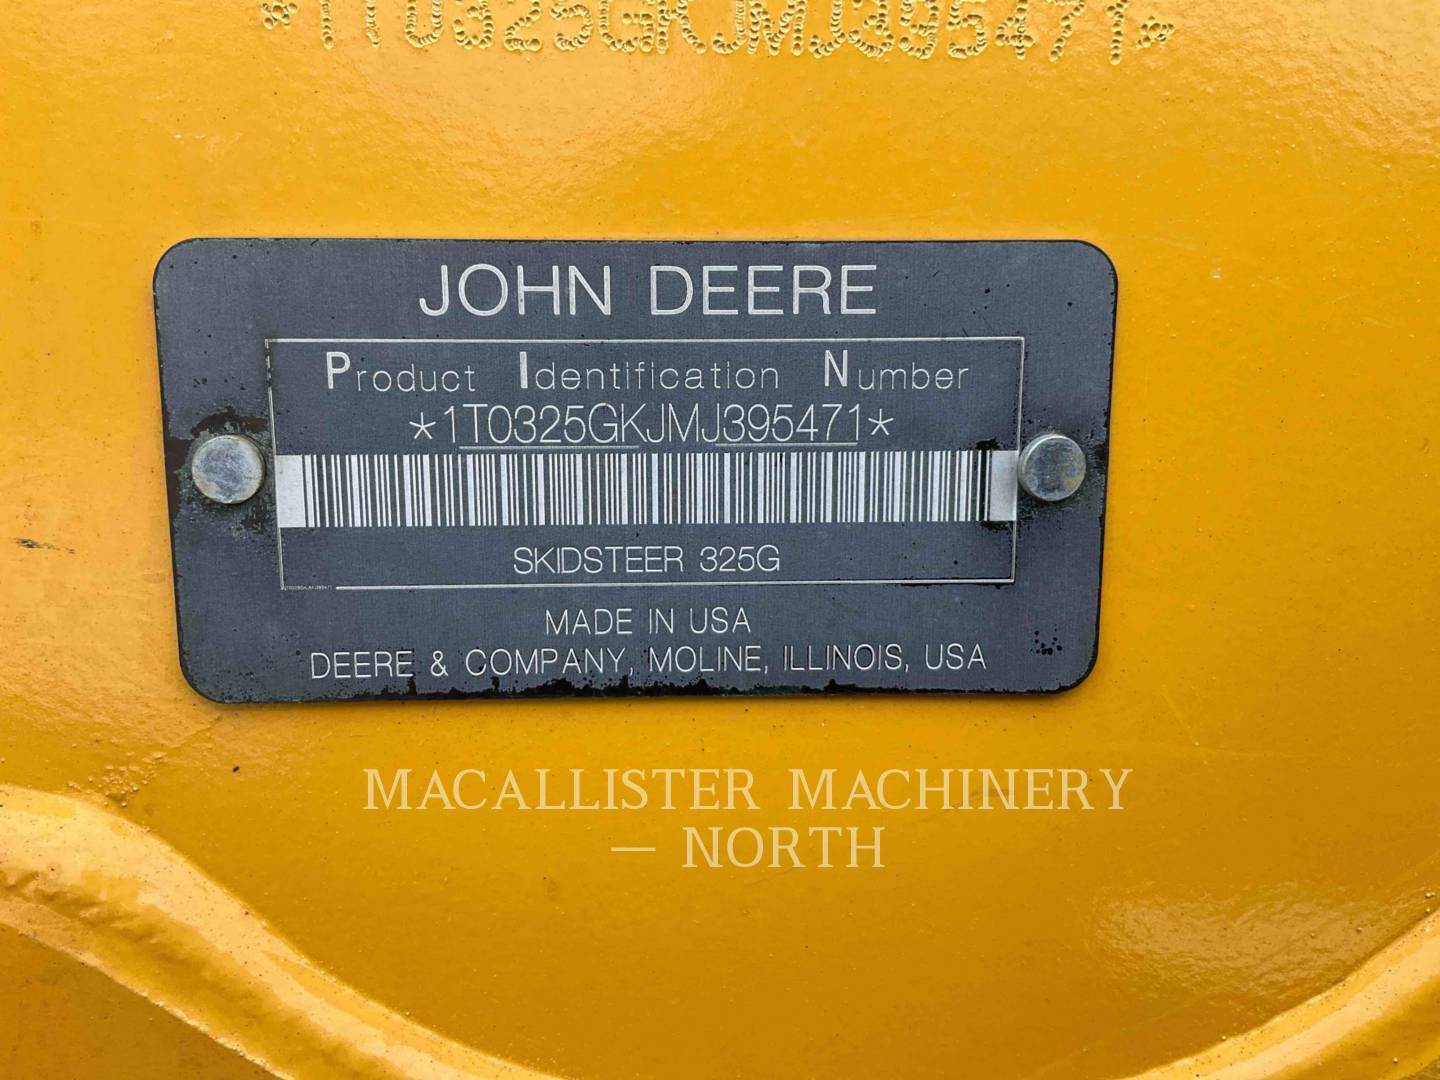 *1T0325GKJMJ395471*
JOHN DEERE
Product Identification Number
*1T0325GKJMJ395471*
SKIDSTEER 325G
MADE IN USA
DEERE & COMPANY, MOLINE, ILLINOIS, USA
MACALLISTER MACHINERY
— NORTH